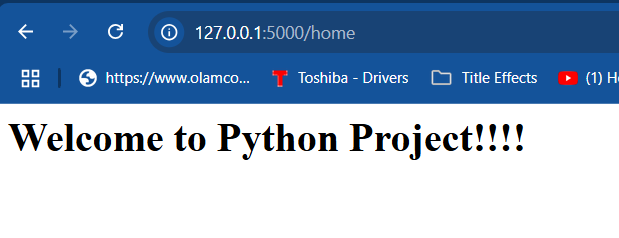 127.0.0.1:5000/home
https://www.olamco... Toshiba - Drivers Title Effects (1) H
Welcome to Python Project!!!!